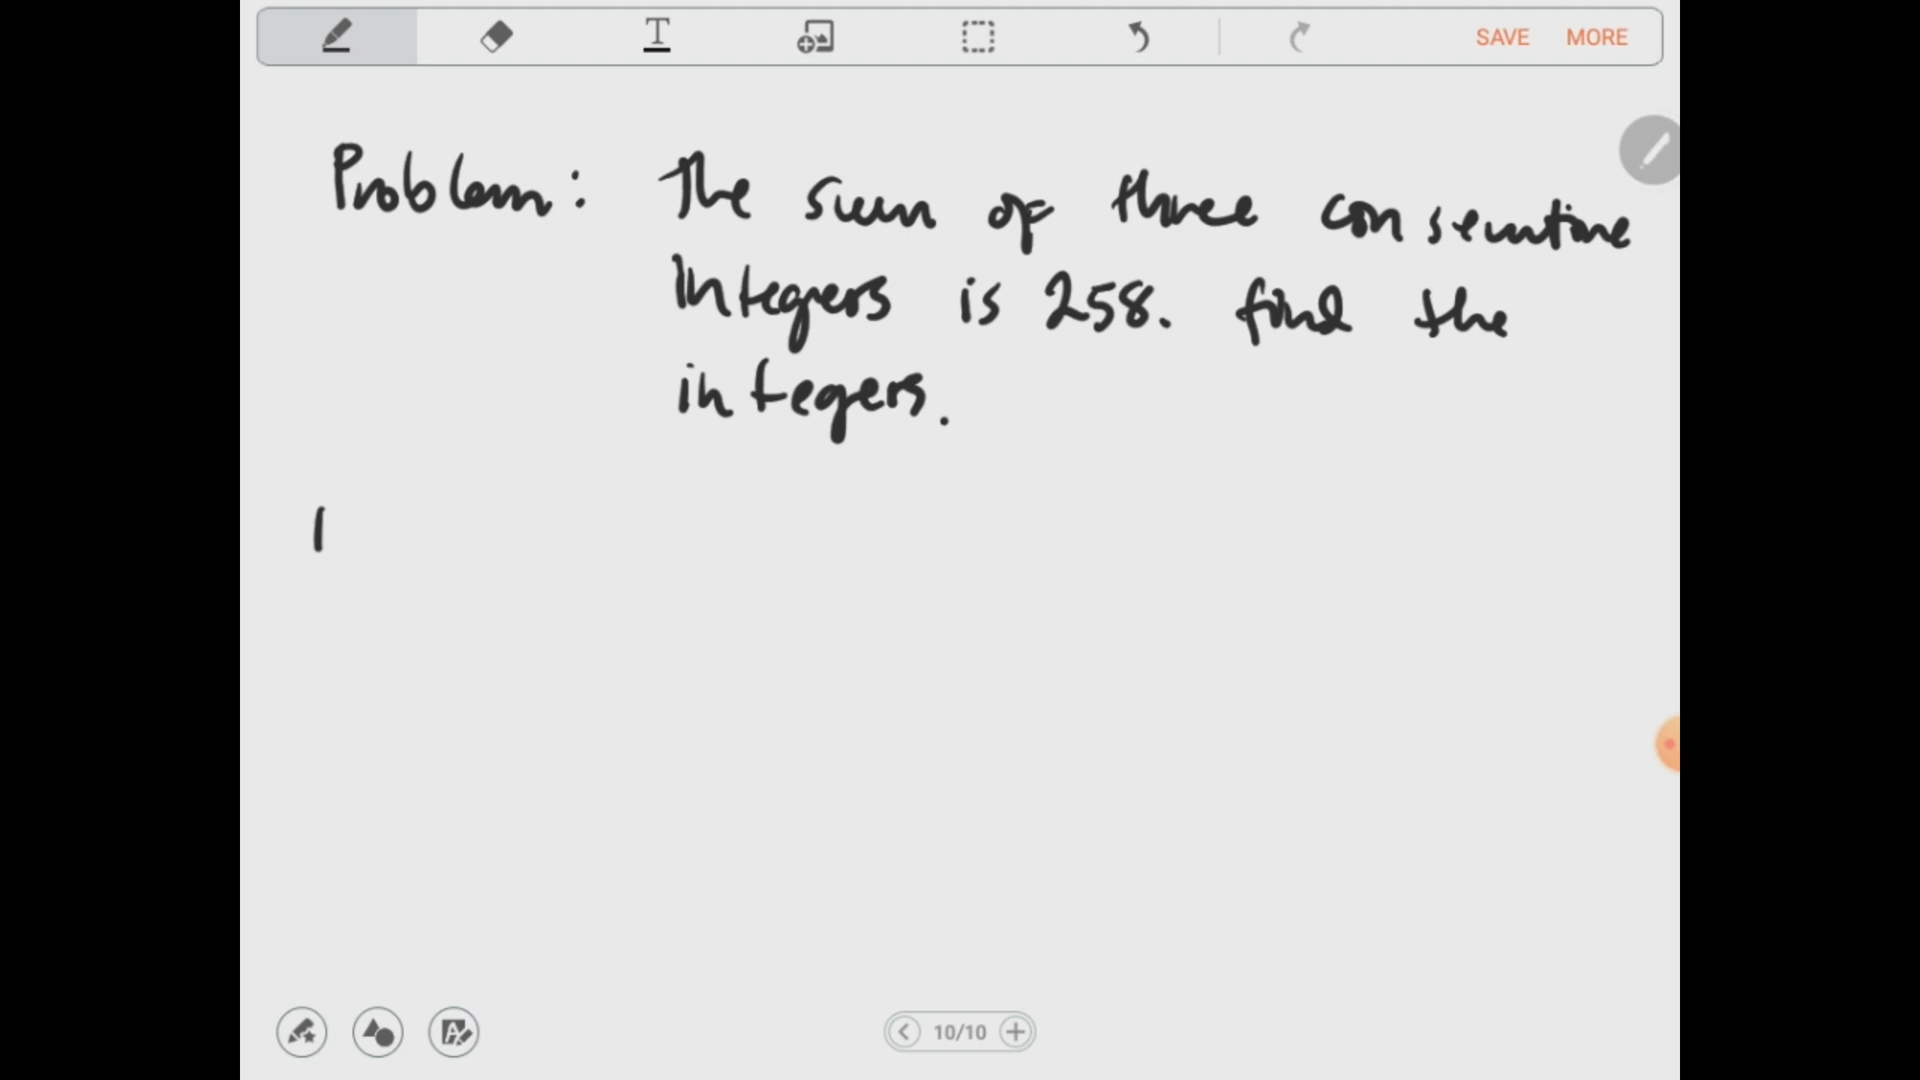 SAVE MORE
Problem: The sum of three consecutive
integers is 258. find the
integers.
10/10